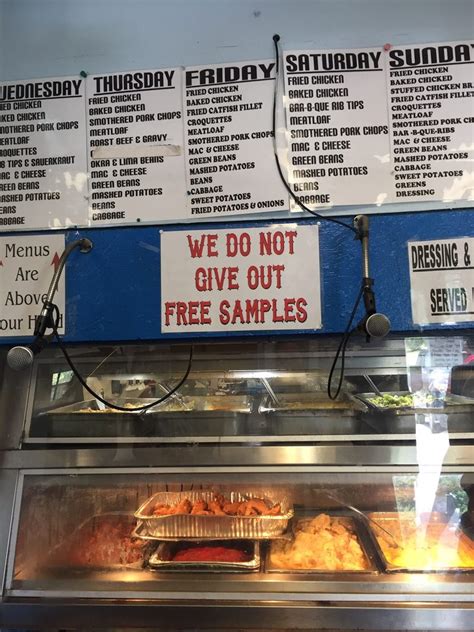 WEDNESDAY
FRIED CHICKEN
BAKED CHICKEN
SMOTHERED PORK CHOPS
MEATLOAF
CROQUETTES
TIPS & SAUERKRAUT
MAC & CHEESE
GREEN BEANS
BEANS
MASHED POTATOES
CABBAGE
THURSDAY
FRIED CHICKEN
BAKED CHICKEN
SMOTHERED PORK CHOPS
MEATLOAF
ROAST BEEF & GRAVY
& LIMA BEANS
MAC & CHEESE
GREEN BEANS
BEANS
MASHED POTATOES
CABBAGE
FRIDAY
FRIED CHICKEN
BAKED CHICKEN
FRIED CATFISH FILLET
CROQUETTES
MEATLOAF
SMOTHERED PORK CHOPS
MAC & CHEESE
GREEN BEANS
MASHED POTATOES
BEANS
CABBAGE
SWEET POTATOES
FRIED POTATOES & ONIONS
SATURDAY
FRIED CHICKEN
BAKED CHICKEN
BAR-B-QUE RIB TIPS
MEATLOAF
SMOTHERED PORK CHOPS
MAC & CHEESE
GREEN BEANS
MASHED POTATOES
BEANS
CABBAGE
SUNDAY
FRIED CHICKEN
BAKED CHICKEN
STUFFED CHICKEN
FRIED CATFISH FILLET
CROQUETTES
MEATLOAF
SMOTHERED PORK
BAR-B-QUE-RIBS
MAC & CHEESE
GREEN BEANS
MASHED POTATOES
BEANS
CABBAGE
SWEET POTATOES
GREENS
DRESSING
Menus
Are
Above
our
WE DO NOT
GIVE OUT
FREE SAMPLES
DRESSING &
SERVED